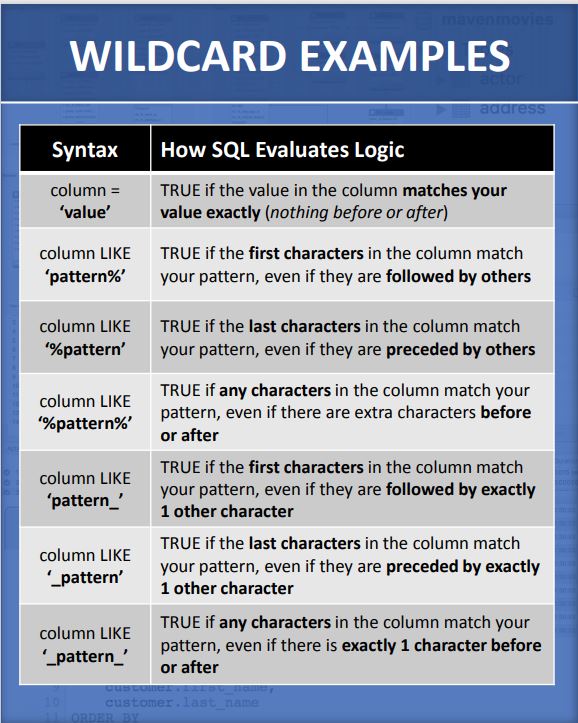 mavenmovies
WILDCARD EXAMPLES
actor
address
Syntax
How SQL Evaluates Logic
column =
‘value’
TRUE if the value in the column matches your
value exactly (nothing before or after)
column LIKE
‘pattern%’
TRUE if the first characters in the column match
your pattern, even if they are followed by others
column LIKE
‘%pattern’
TRUE if the last characters in the column match
your pattern, even if they are preceded by others
column LIKE
‘%pattern%’
TRUE if any characters in the column match your
pattern, even if there are extra characters before
or after
column LIKE
‘pattern_’
TRUE if the first characters in the column match
your pattern, even if they are followed by exactly
1 other character
column LIKE
‘_pattern’
TRUE if the last characters in the column match
your pattern, even if they are preceded by exactly
1 other character
column LIKE
‘_pattern_’
TRUE if any characters in the column match your
pattern, even if there is exactly 1 character before
or after
9 customer.first_name,
10 customer.last_name
11 ORDER BY